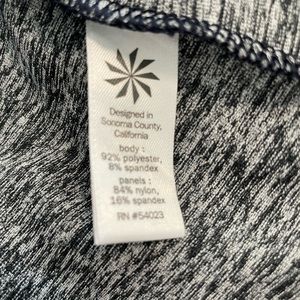 Designed in
Sonoma County,
California
body :
92% polyester,
8% spandex
panels :
84% nylon,
16% spandex
RN #54023